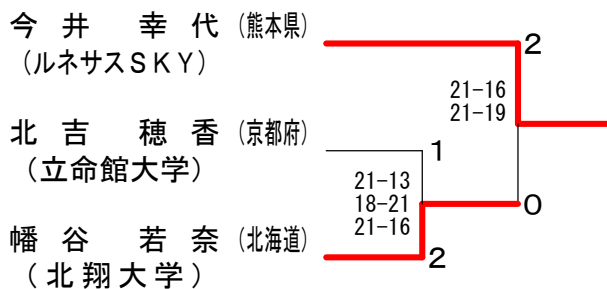 今井 幸代 (熊本県)
(ルネサスSKY)
2
21-16
21-19
北吉 穂香 (京都府)
(立命館大学)
1
21-13
18-21
21-16
0
幡谷 若奈 (北海道)
(北翔大学)
2